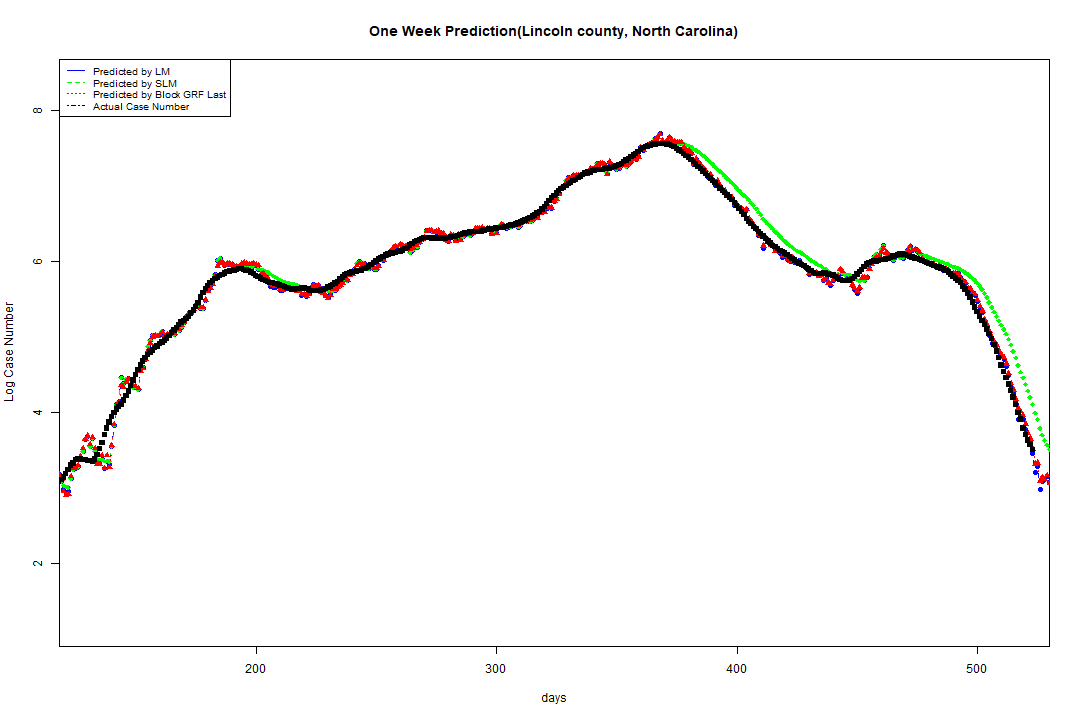 One Week Prediction(Lincoln county, North Carolina)
Predicted by LM
Predicted by SLM
Predicted by Block GRF Last
Actual Case Number
8
6
4
2
Log Case Number
200 300 400 500
days